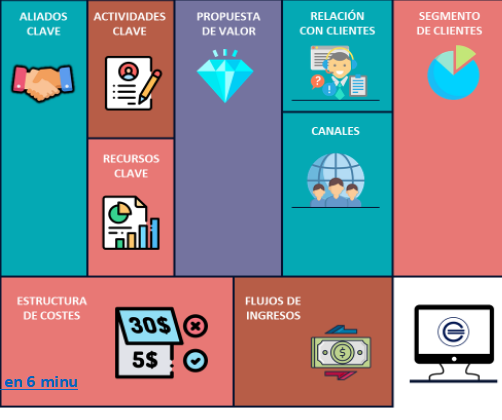 ALIADOS
CLAVE
ACTIVIDADES
CLAVE
PROPUESTA
DE VALOR
RELACIÓN
CON CLIENTES
SEGMENTO
DE CLIENTES
RECURSOS
CLAVE
CANALES
ESTRUCTURA
DE COSTES
30$
5$
en 6 minu
FLUJOS DE
INGRESOS